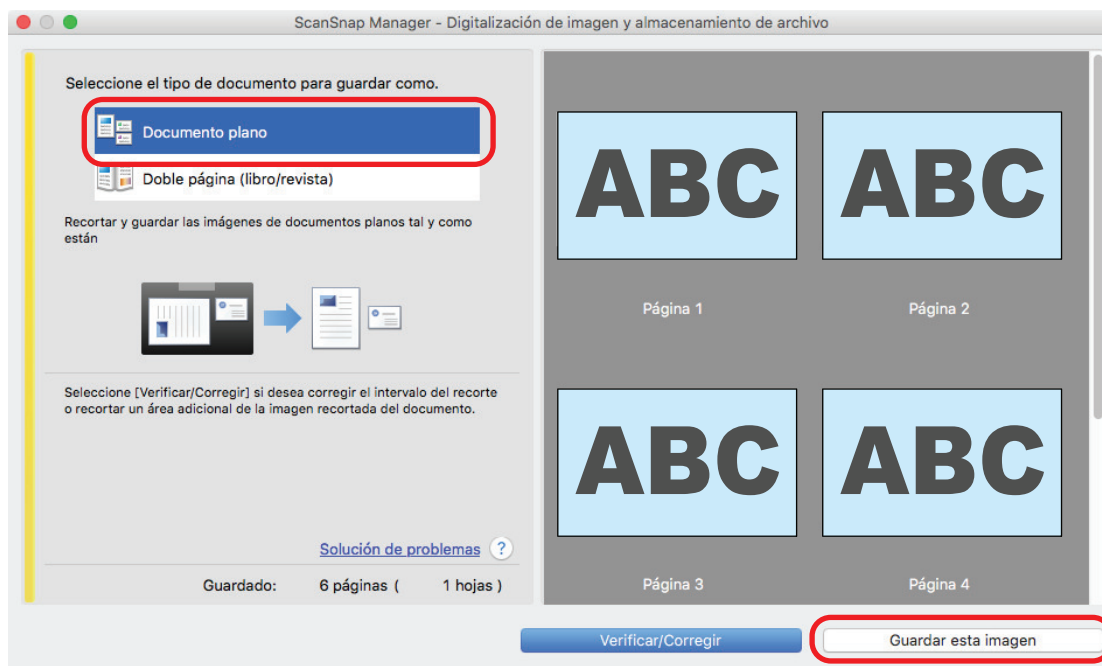 ScanSnap Manager - Digitalización de imagen y almacenamiento de archivo
Seleccione el tipo de documento para guardar como.
Documento plano
Doble página (libro/revista)
Recortar y guardar las imágenes de documentos planos tal y como
están
Seleccione [Verificar/Corregir] si desea corregir el intervalo del recorte
o recortar un área adicional de la imagen recortada del documento.
Solución de problemas ?
Guardado: 6 páginas ( 1 hojas )
ABC ABC
Página 1 Página 2
ABC ABC
Página 3 Página 4
Verificar/Corregir Guardar esta imagen